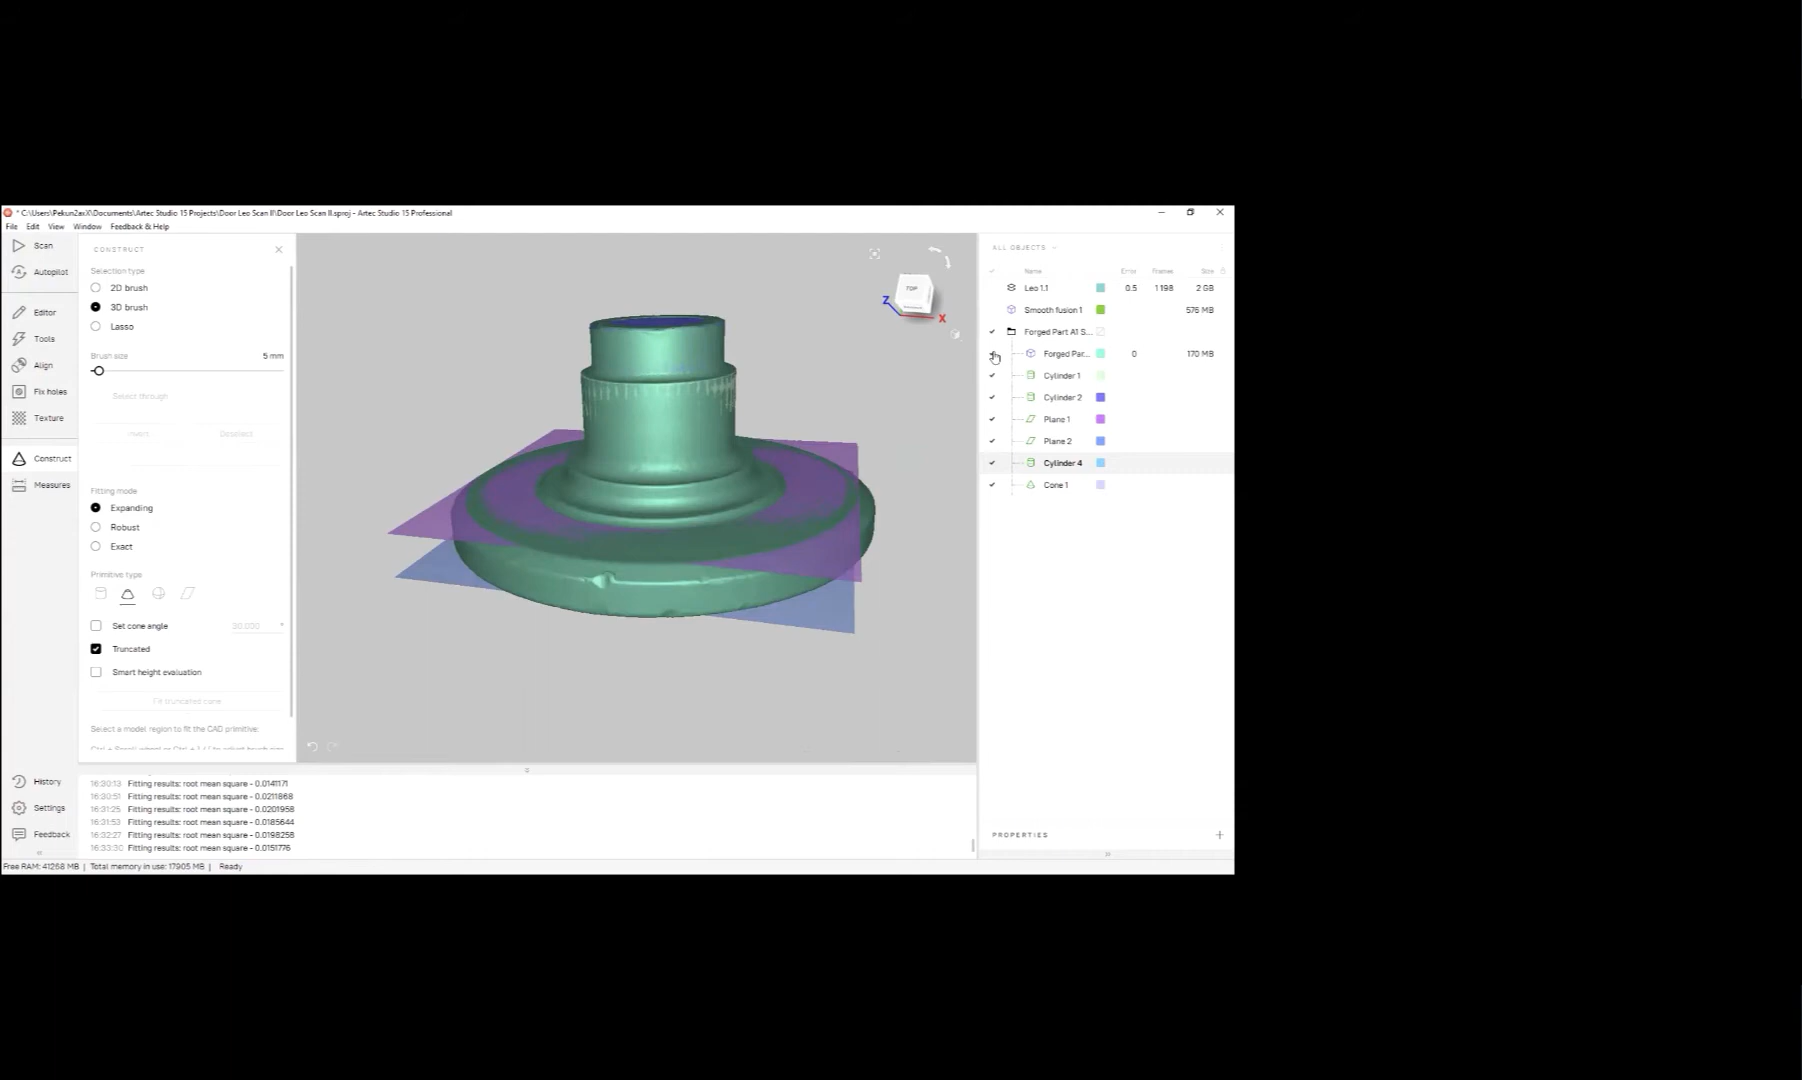 * C:\Users\Pekun2axX\Documents\Artec Studio 15 Projects\Door Leo Scan II\Door Leo Scan II.sproj - Artec Studio 15 Professional
File Edit View Window Feedback & Help
Scan
Autopilot
Editor
Tools
Align
Fix holes
Texture
Construct
Measures
History
Settings
Feedback
CONSTRUCT
Selection type
2D brush
3D brush
Lasso
Brush size 5 mm
Select through
Invert Deselect
Fitting mode
Expanding
Robust
Exact
Primitive type
Set cone angle 30.000 °
Truncated
Smart height evaluation
Fit truncated cone
Select a model region to fit the CAD primitive:
TOP
Z
X
16:30:13 Fitting results: root mean square - 0.0141171
16:30:51 Fitting results: root mean square - 0.0211868
16:31:25 Fitting results: root mean square - 0.0201958
16:31:53 Fitting results: root mean square - 0.0185644
16:32:27 Fitting results: root mean square - 0.0198258
16:33:30 Fitting results: root mean square - 0.0151776
ALL OBJECTS
Name Error Frames Size
Leo 1.1 0.5 1198 2 GB
Smooth fusion 1 576 MB
Forged Part A1 S...
Forged Par... 0 170 MB
Cylinder 1
Cylinder 2
Plane 1
Plane 2
Cylinder 4
Cone 1
PROPERTIES
Free RAM: 41268 MB | Total memory in use: 17905 MB | Ready